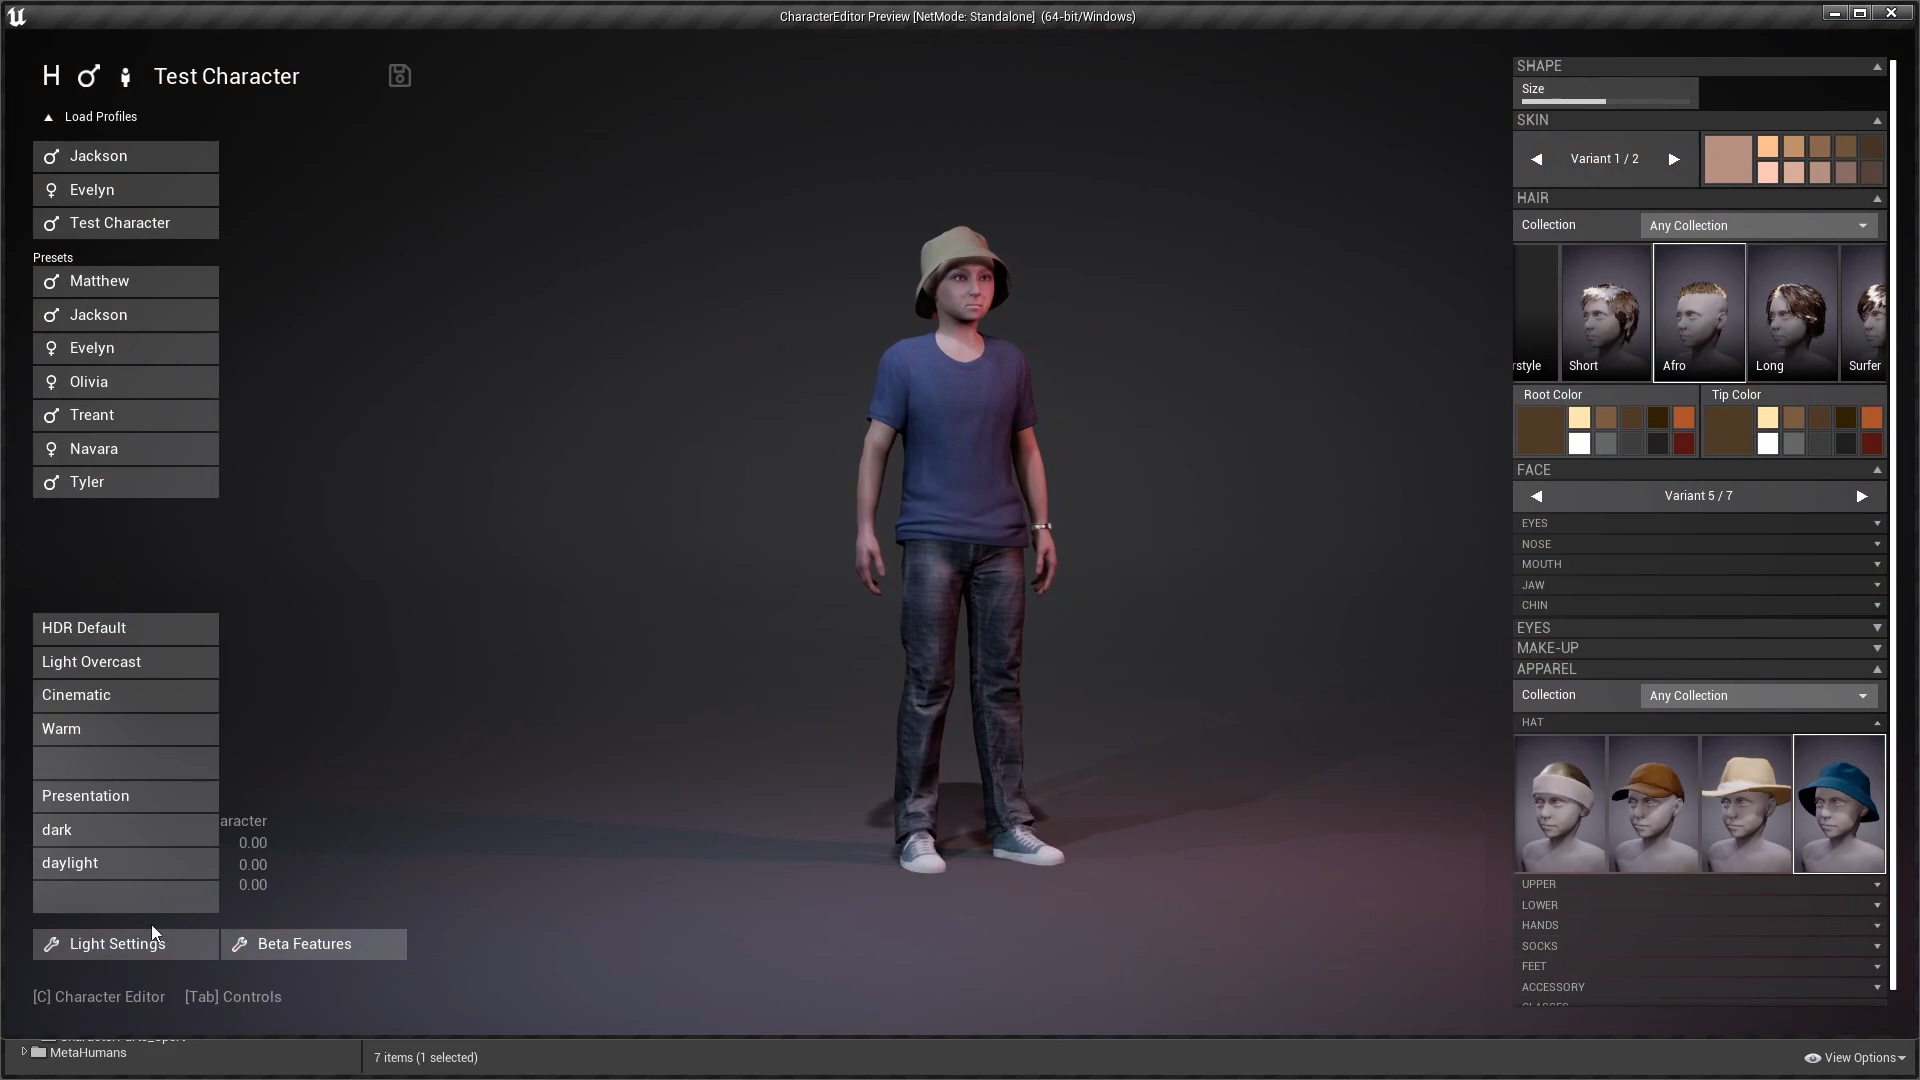 CharacterEditor Preview [NetMode: Standalone] (64-bit/Windows)
H Test Character
Load Profiles
Jackson
Evelyn
Test Character
Presets
Matthew
Jackson
Evelyn
Olivia
Treant
Navara
Tyler
HDR Default
Light Overcast
Cinematic
Warm
Presentation
dark
daylight
aracter
0.00
0.00
0.00
Light Settings
Beta Features
[C] Character Editor [Tab] Controls
SHAPE
Size
SKIN
Variant 1 / 2
HAIR
Collection Any Collection
rstyle Short Afro Long Surfer
Root Color Tip Color
FACE
Variant 5 / 7
EYES
NOSE
MOUTH
JAW
CHIN
EYES
MAKE-UP
APPAREL
Collection Any Collection
HAT
UPPER
LOWER
HANDS
SOCKS
FEET
ACCESSORY
MetaHumans
7 items (1 selected)
View Options